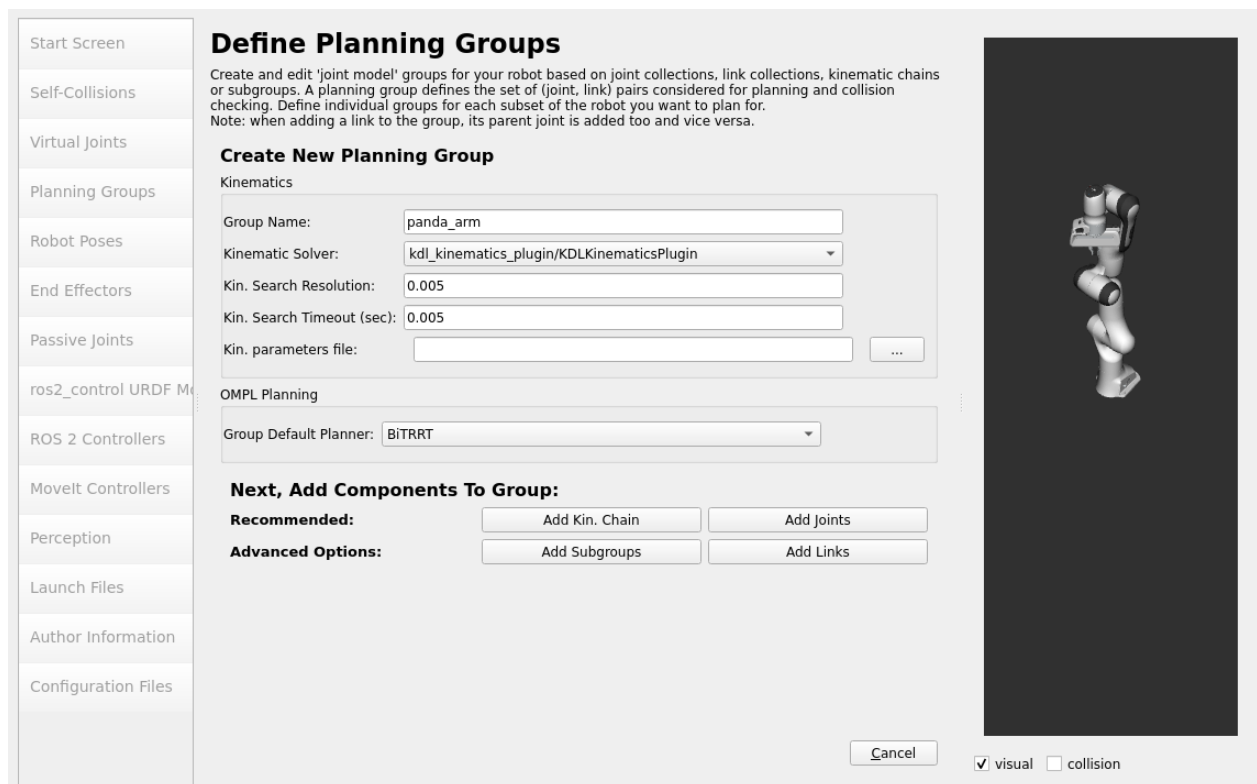 Start Screen
Self-Collisions
Virtual Joints
Planning Groups
Robot Poses
End Effectors
Passive Joints
ros2_control URDF Mo
ROS 2 Controllers
MoveIt Controllers
Perception
Launch Files
Author Information
Configuration Files
Define Planning Groups
Create and edit 'joint model' groups for your robot based on joint collections, link collections, kinematic chains
or subgroups. A planning group defines the set of (joint, link) pairs considered for planning and collision
checking. Define individual groups for each subset of the robot you want to plan for.
Note: when adding a link to the group, its parent joint is added too and vice versa.
Create New Planning Group
Kinematics
Group Name: panda_arm
Kinematic Solver: kdl_kinematics_plugin/KDLKinematicsPlugin
Kin. Search Resolution: 0.005
Kin. Search Timeout (sec): 0.005
Kin. parameters file: ...
OMPL Planning
Group Default Planner: BiTRRT
Next, Add Components To Group:
Recommended: Add Kin. Chain Add Joints
Advanced Options: Add Subgroups Add Links
Cancel
visual collision